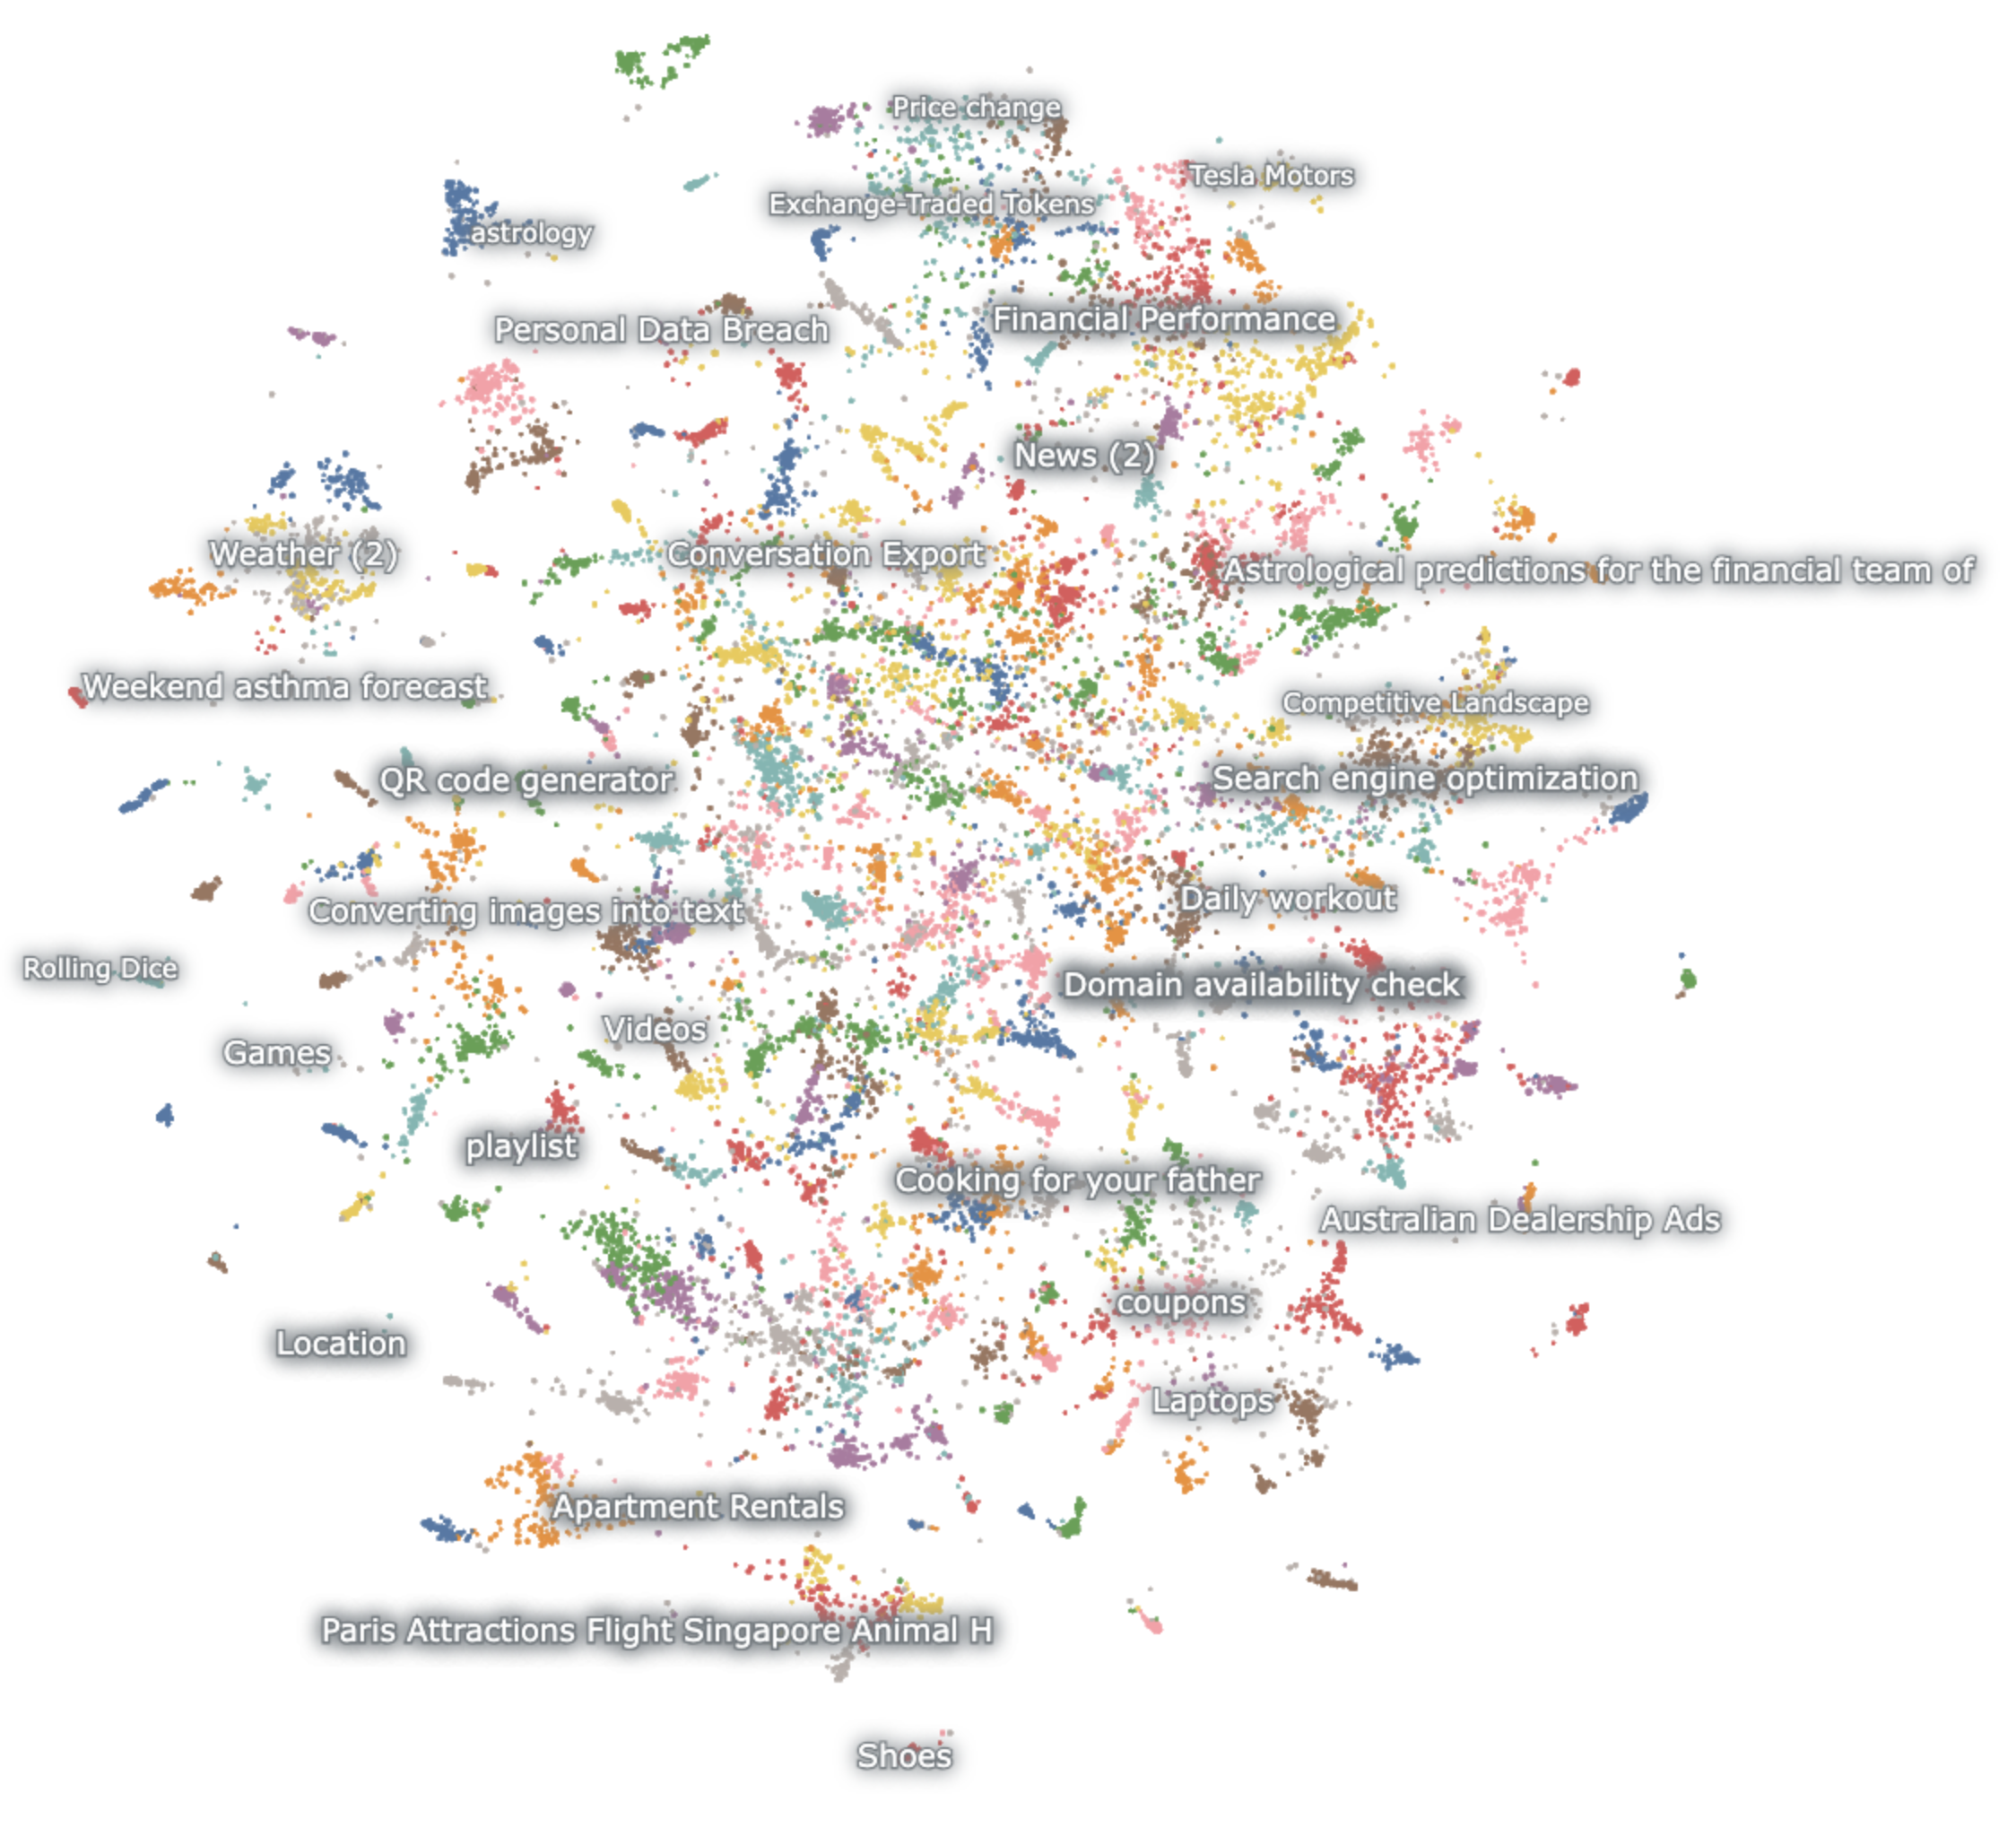 Price change
Tesla Motors
Exchange-Traded Tokens
astrology
Financial Performance
Personal Data Breach
News (2)
Weather (2)
Conversation Export
Astrological predictions for the financial team of
Weekend asthma forecast
Competitive Landscape
QR code generator
Search engine optimization
Daily workout
Converting images into text
Rolling Dice
Domain availability check
Videos
Games
playlist
Cooking for your father
Australian Dealership Ads
coupons
Location
Laptops
Apartment Rentals
Paris Attractions Flight Singapore Animal H
Shoes